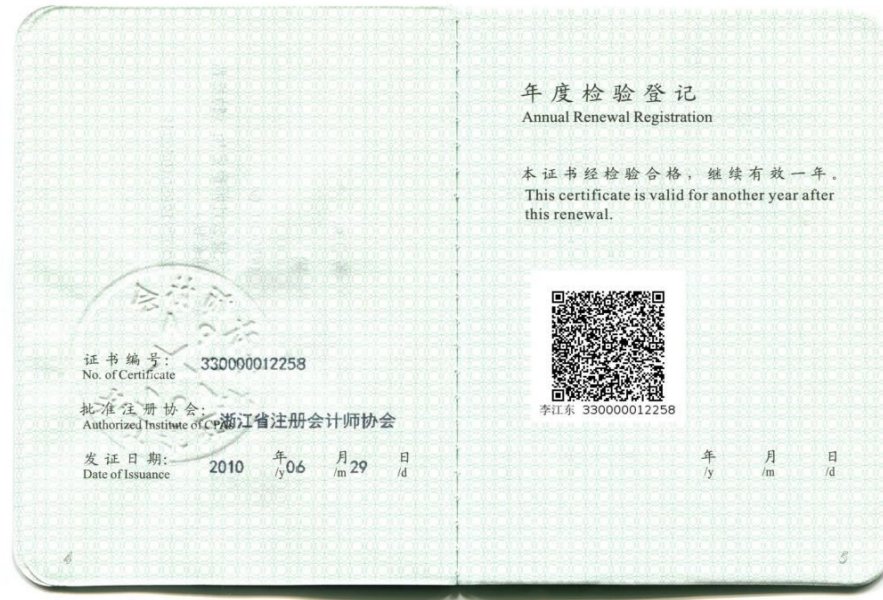 证书编号:
No. of Certificate
330000012258
批准注册协会:
Authorized Institute of CPAs
浙江省注册会计师协会
发证日期:
Date of Issuance
2010 年/y 06 月/m 29 日/d
4
年度检验登记
Annual Renewal Registration
本证书经检验合格，继续有效一年。
This certificate is valid for another year after
this renewal.
李江东 330000012258
年/y 月/m 日/d
5